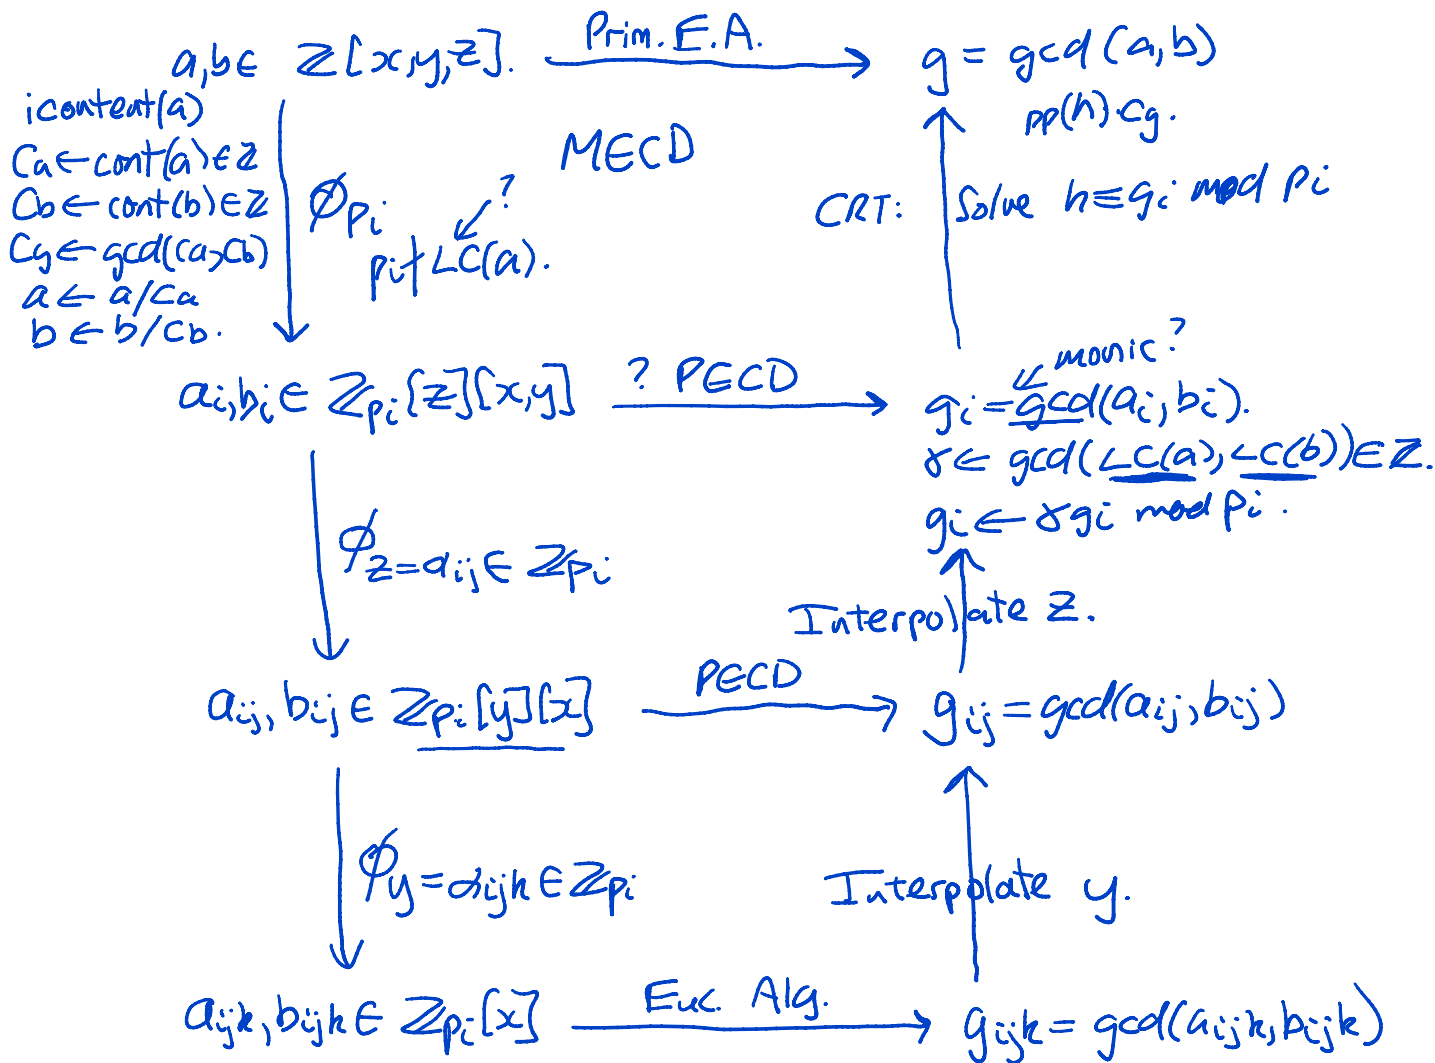 a,b∈ ℤ[x,y,z]. Prim. E.A. g = gcd(a,b)
icontent(a) pp(h)·Cg.
Ca←cont(a)∈ℤ MECD
Cb←cont(b)∈ℤ ϕpi ? CRT: Solve h≡gi mod pi
Cg←gcd(Ca,Cb) pi∤LC(a).
a ← a/Ca
b ← b/Cb.
monic?
ai,bi∈ ℤpi[z][x,y] ? PECD gi=gcd(ai,bi).
γ← gcd(LC(a),LC(b))∈ℤ.
gi←γgi mod pi.
ϕz=αij∈ ℤpi
Interpolate z.
aij,bij∈ ℤpi[y][x] PECD gij=gcd(aij,bij)
ϕy=αijk∈ℤpi Interpolate y.
aijk,bijk∈ ℤpi[x] Euc. Alg. gijk= gcd(aijk,bijk)